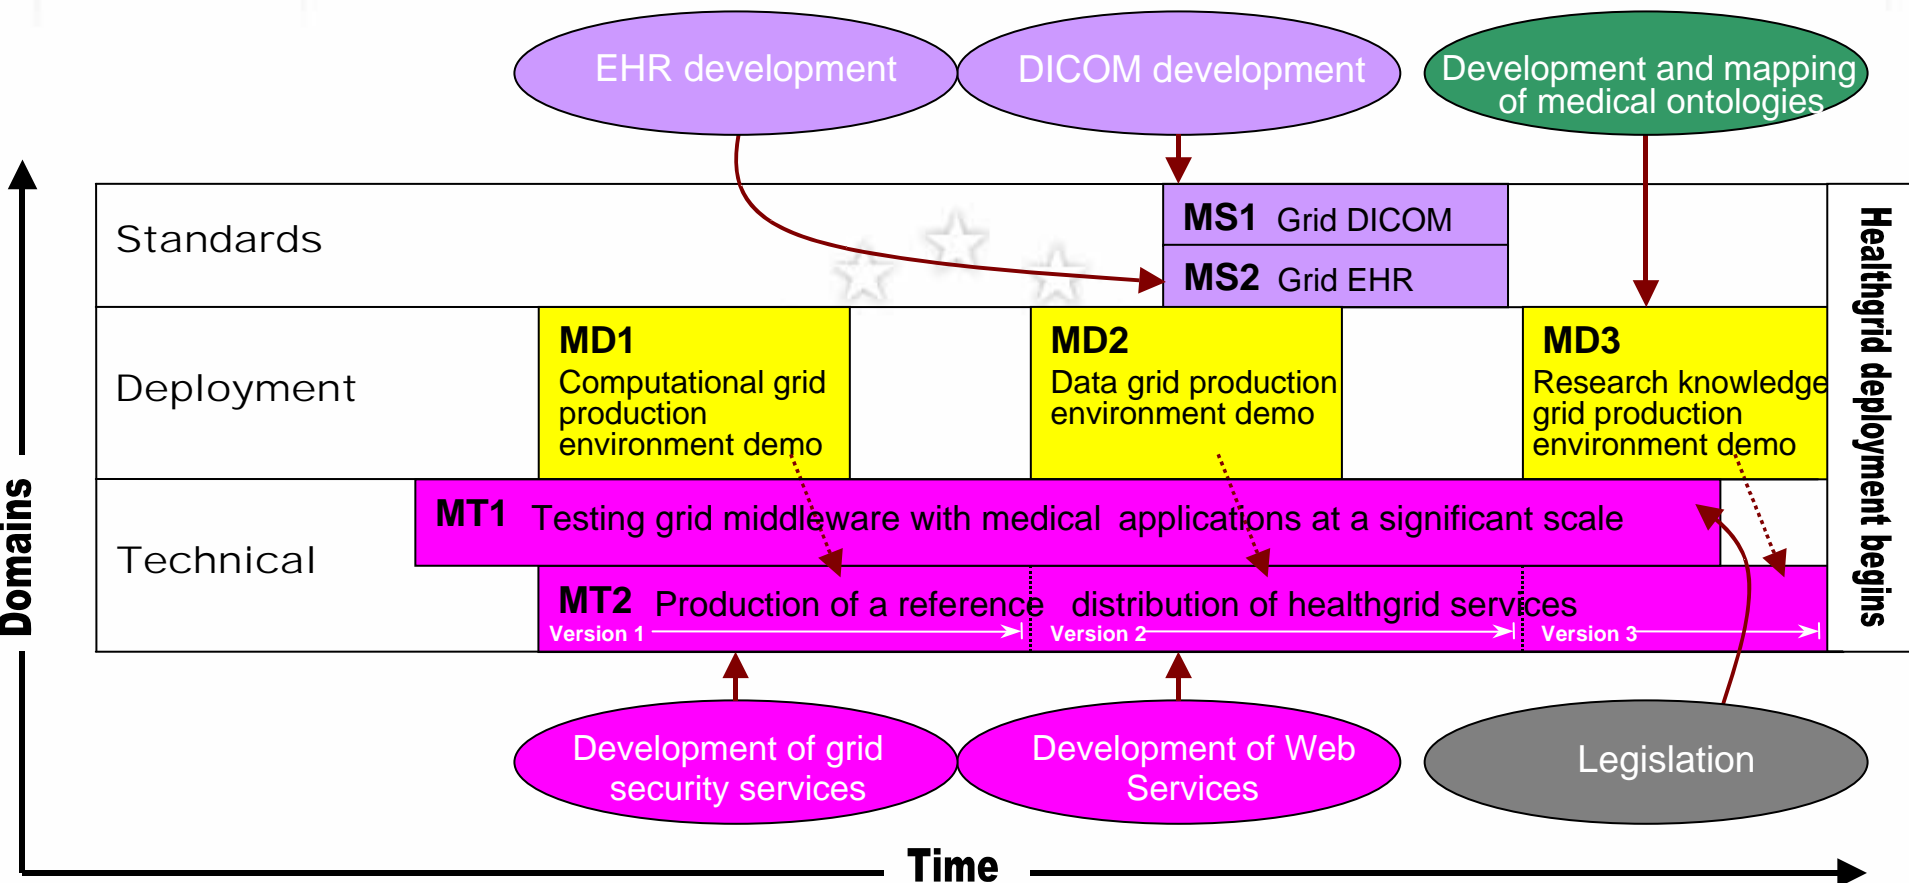 EHR development
DICOM development
Development and mapping
of medical ontologies
Standards
MS1 Grid DICOM
MS2 Grid EHR
Deployment
MD1
Computational grid
production
environment demo
MD2
Data grid production
environment demo
MD3
Research knowledge
grid production
environment demo
Technical
MT1 Testing grid middleware with medical applications at a significant scale
MT2 Production of a reference distribution of healthgrid services
Version 1
Version 2
Version 3
Healthgrid deployment begins
Domains
Development of grid
security services
Development of Web
Services
Legislation
Time